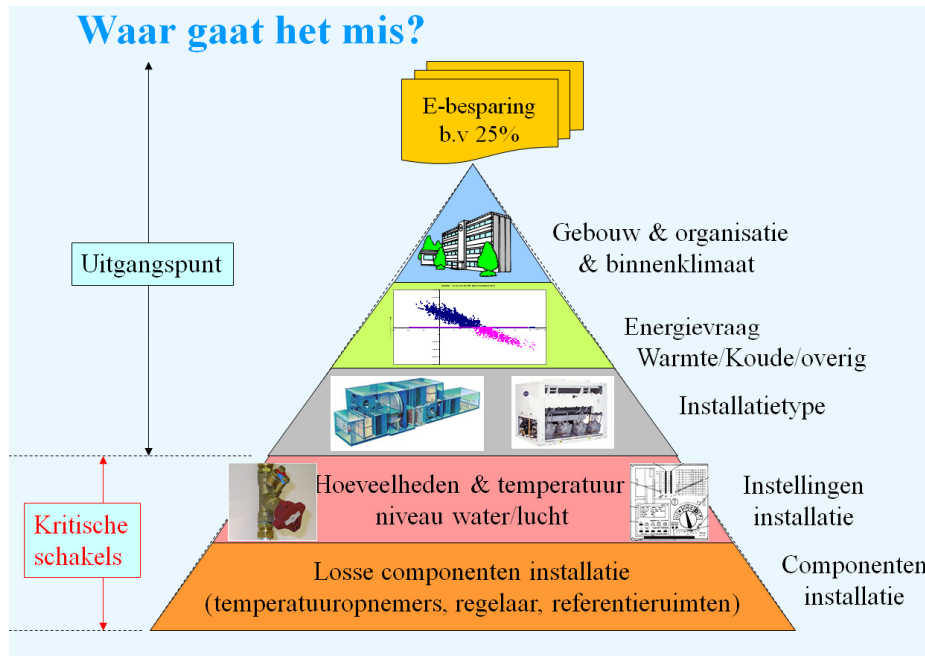 Waar gaat het mis?
E-besparing
b.v 25%
Gebouw & organisatie
& binnenklimaat
Uitgangspunt
Energievraag
Warmte/Koude/overig
Installatietype
Hoeveelheden & temperatuur
niveau water/lucht
Instellingen
installatie
Kritische
schakels
Losse componenten installatie
(temperatuuropnemers, regelaar, referentieruimten)
Componenten
installatie